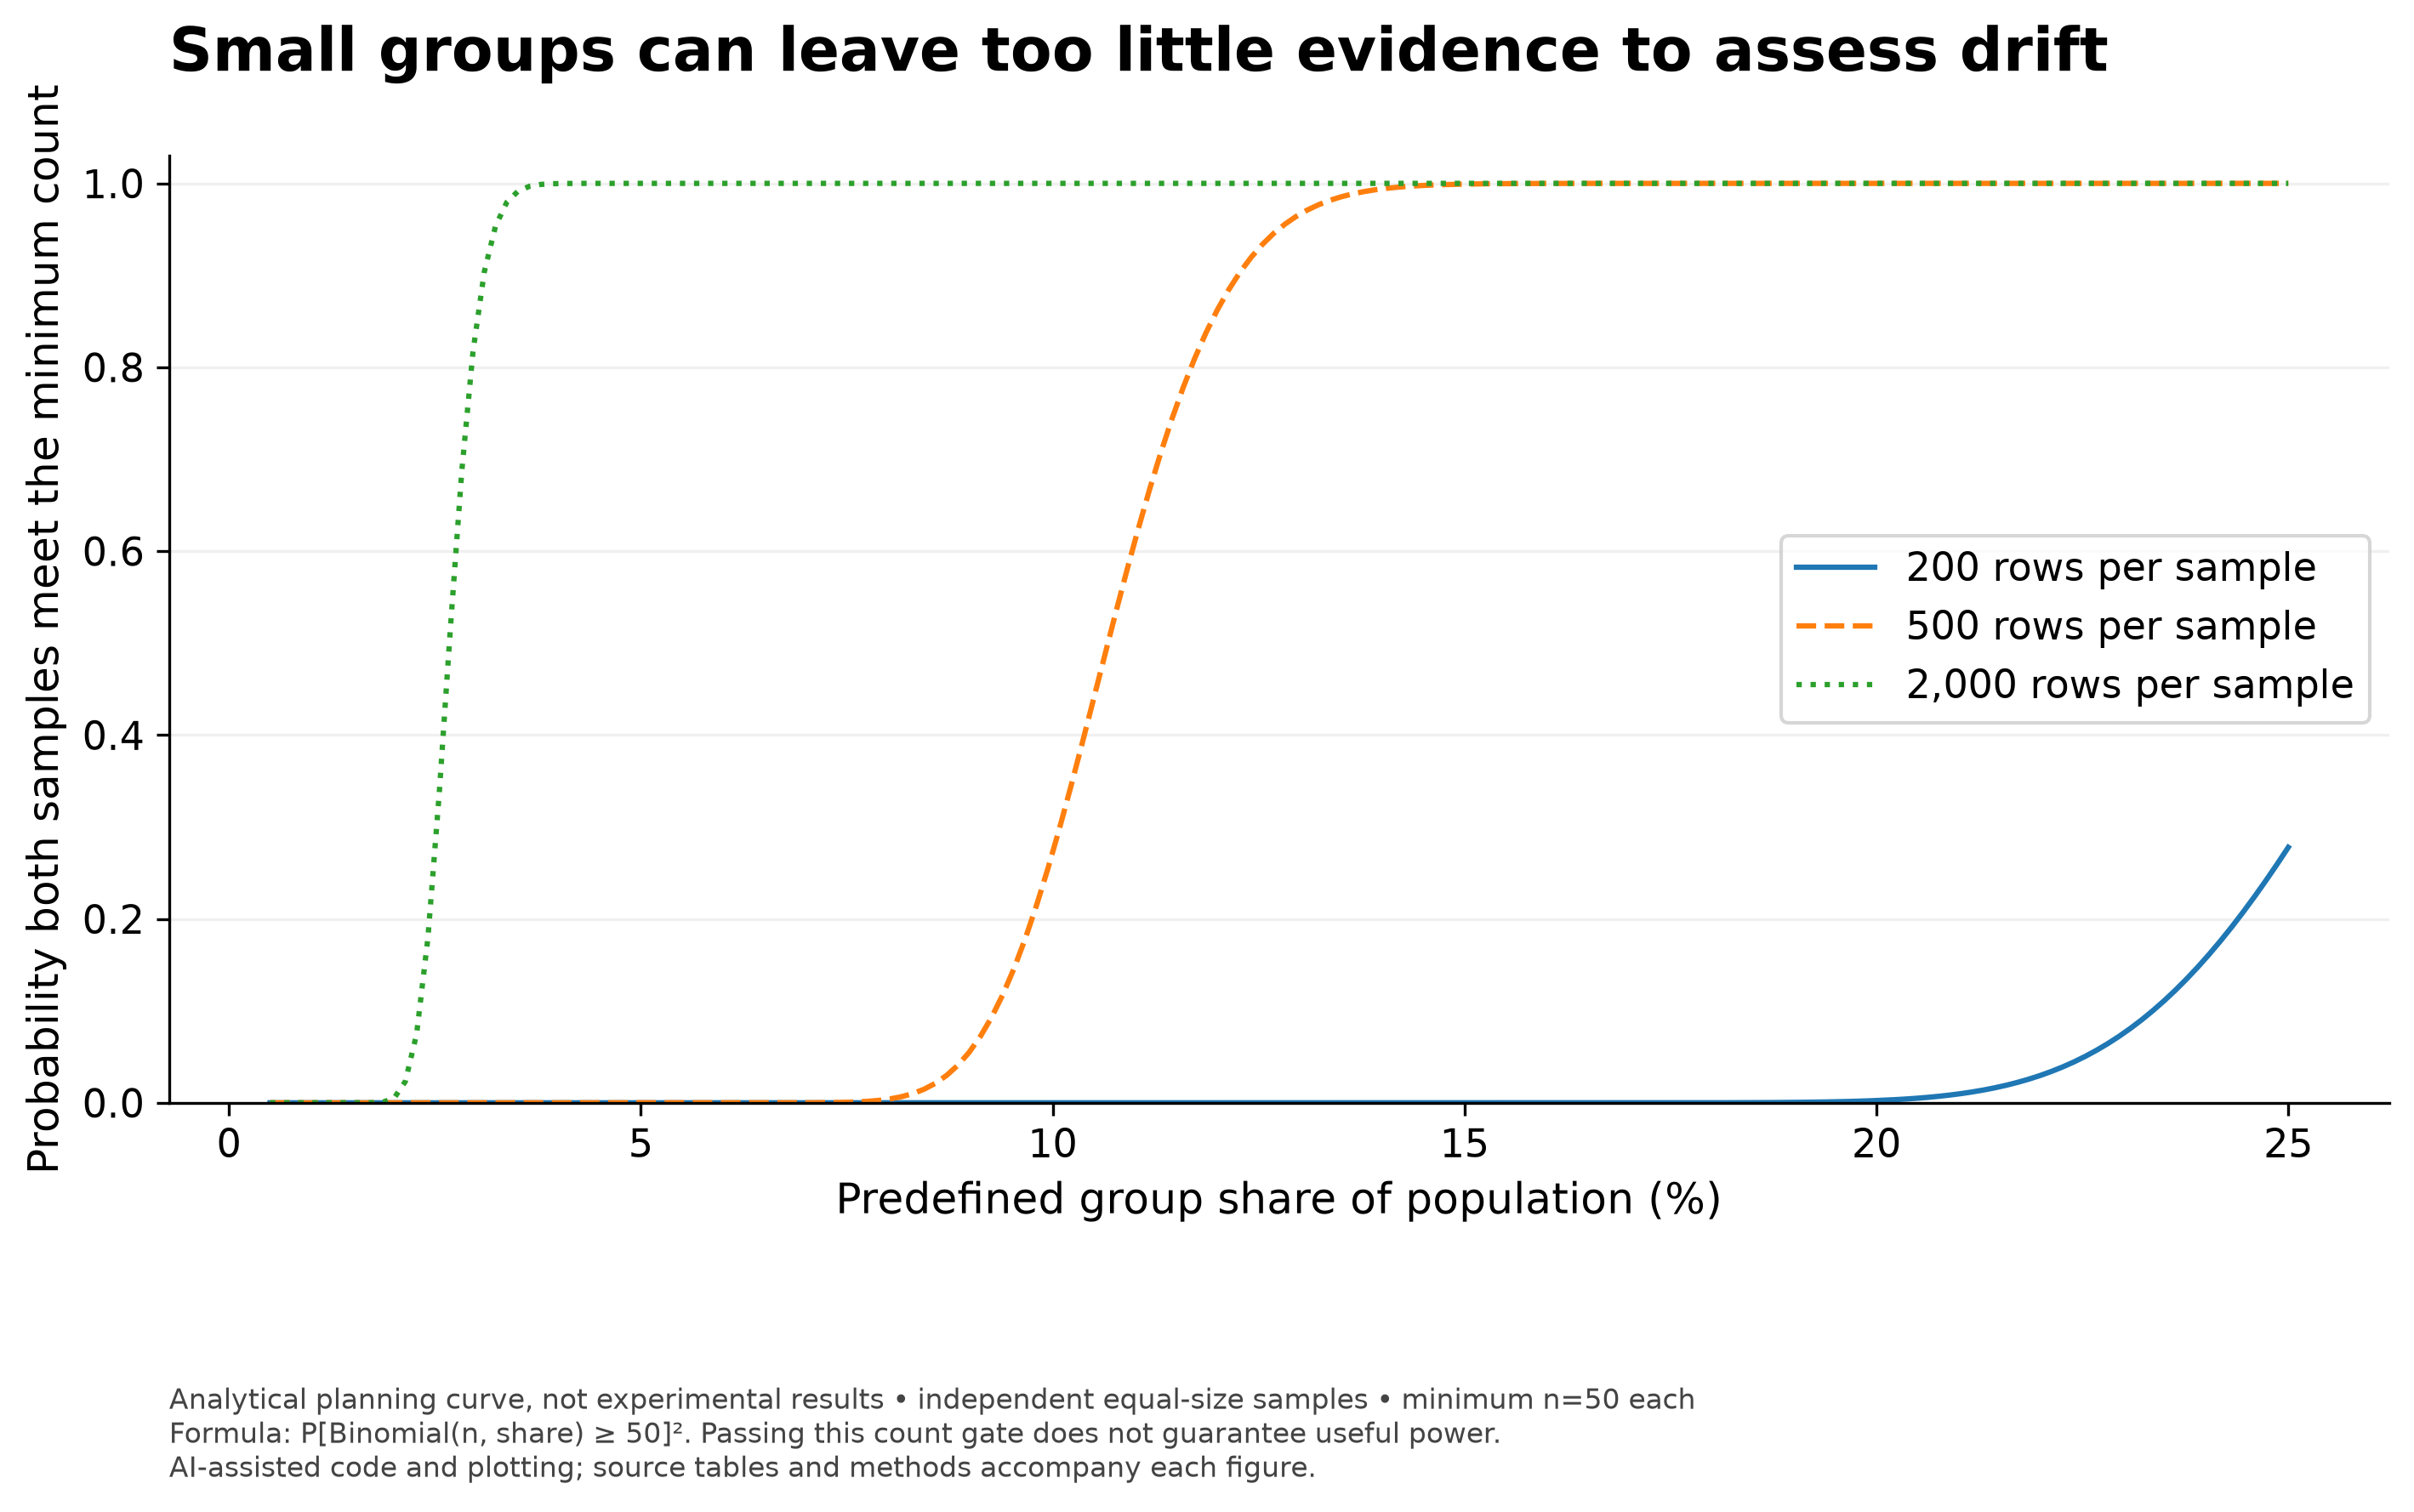 Small groups can leave too little evidence to assess drift
Probability both samples meet the minimum count
1.0
0.8
0.6
0.4
0.2
0.0
200 rows per sample
500 rows per sample
2,000 rows per sample
0
5
10
15
20
25
Predefined group share of population (%)
Analytical planning curve, not experimental results • independent equal-size samples • minimum n=50 each
Formula: P[Binomial(n, share) ≥ 50]². Passing this count gate does not guarantee useful power.
AI-assisted code and plotting; source tables and methods accompany each figure.